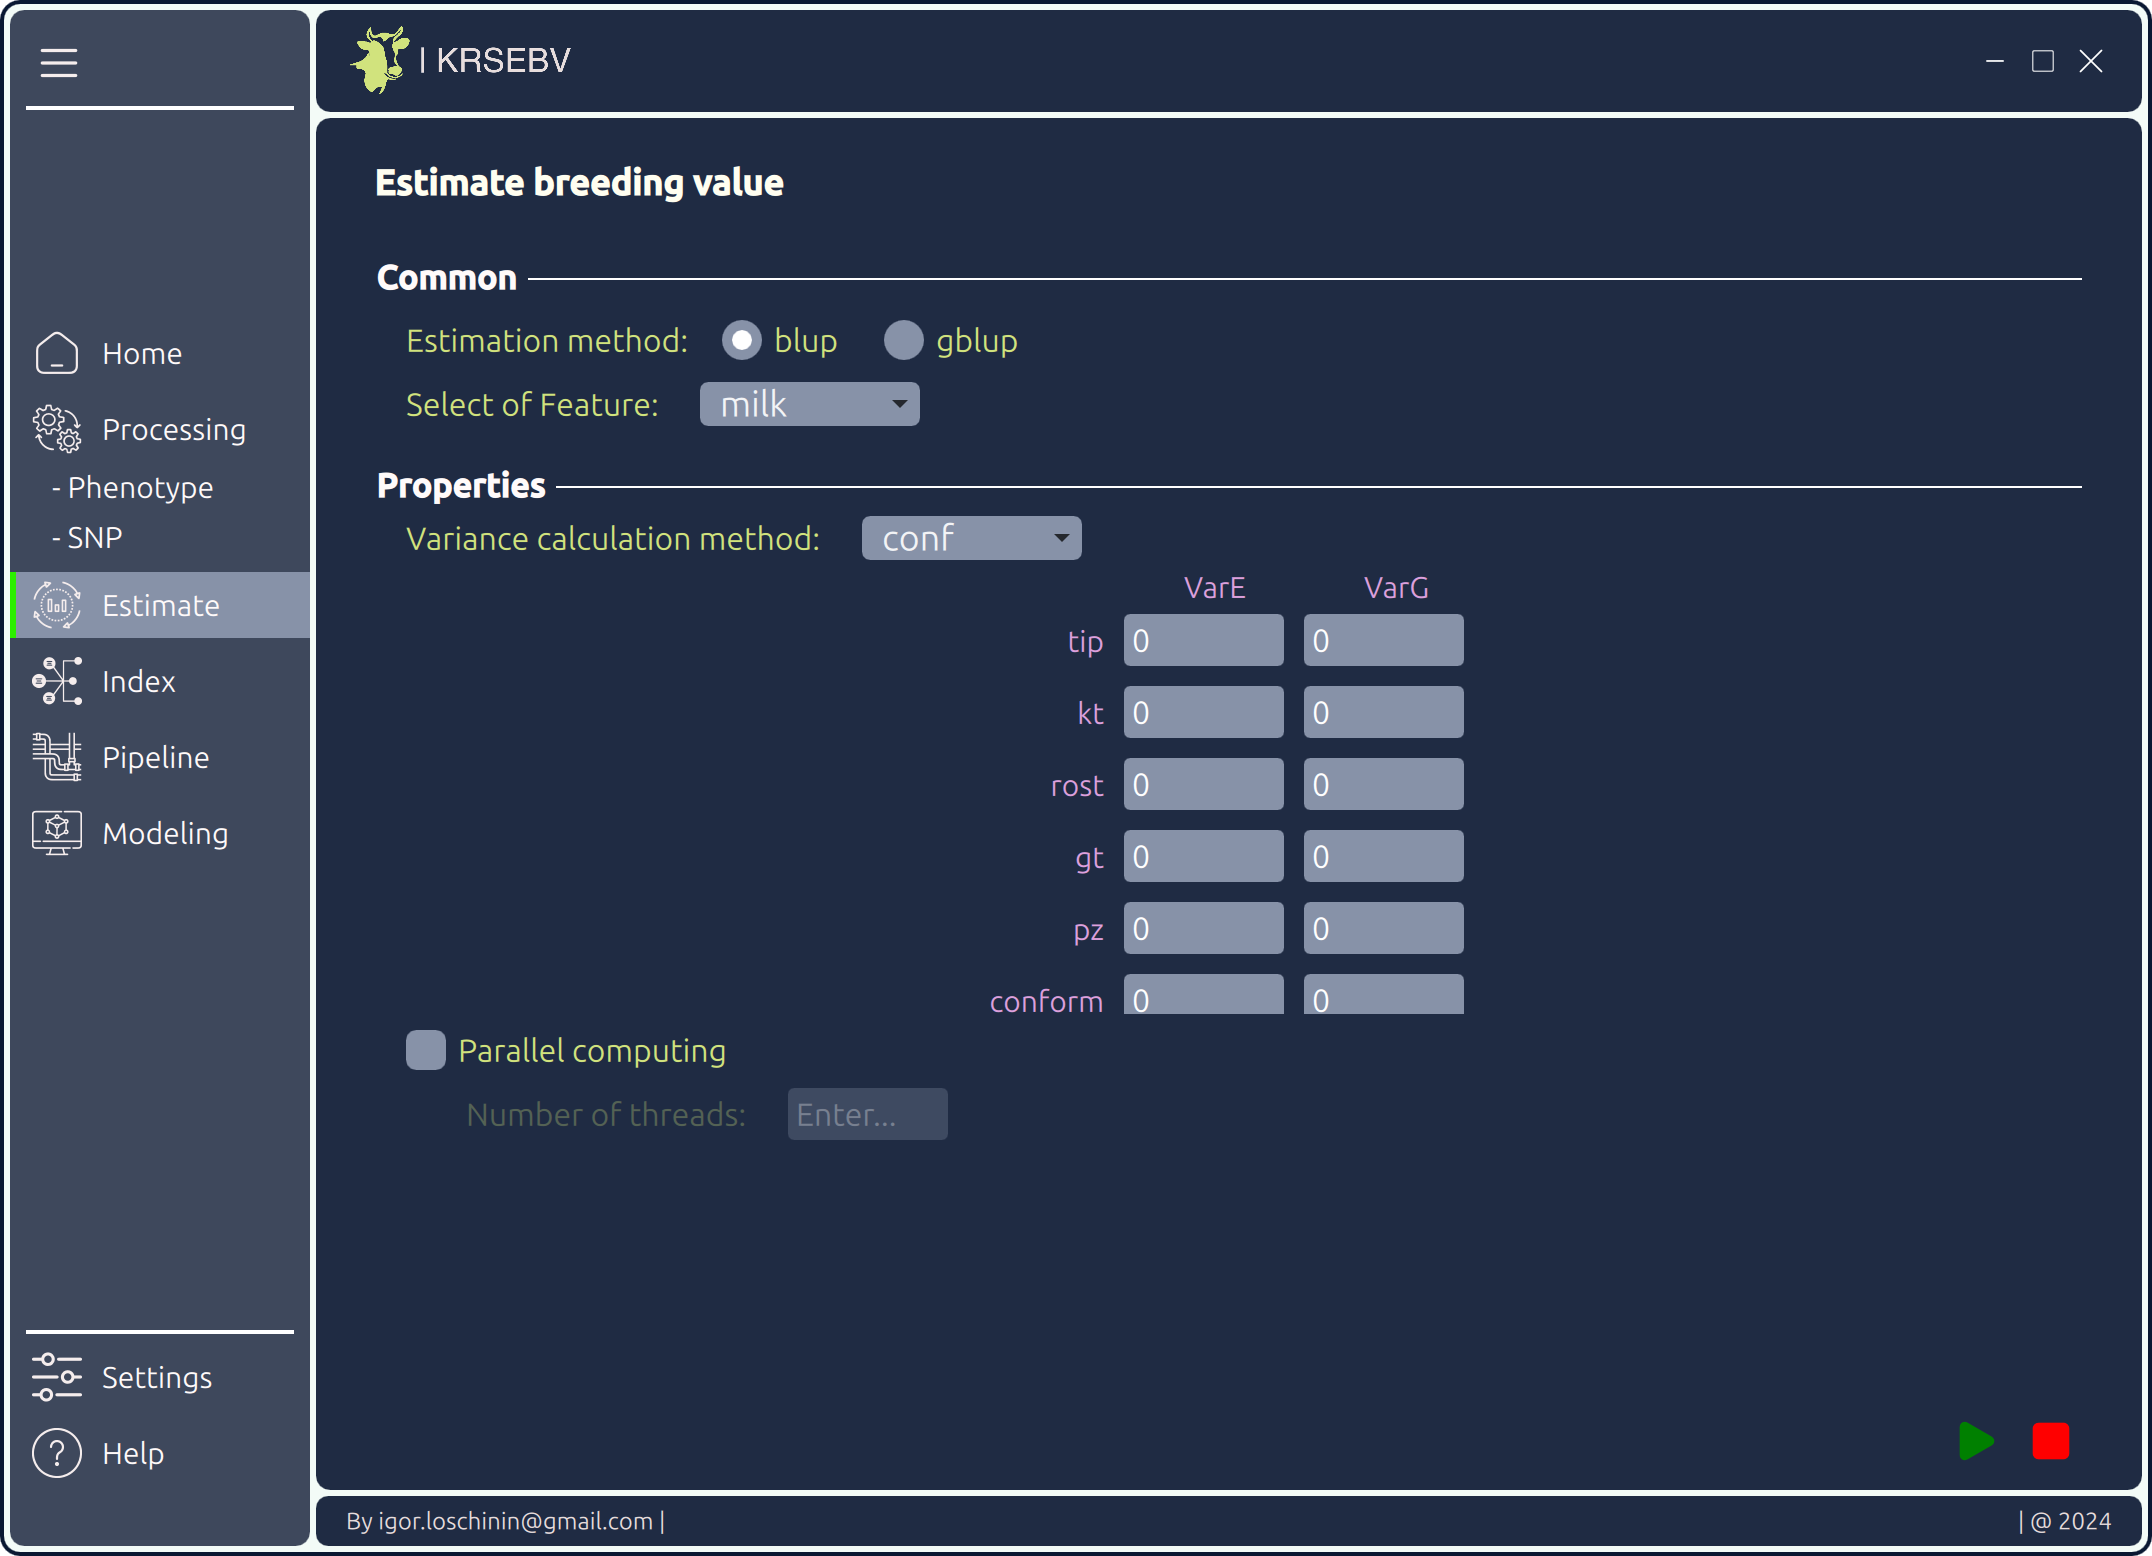 | KRSEBV
Home
Processing
- Phenotype
- SNP
Estimate
Index
Pipeline
Modeling
Settings
? Help
Estimate breeding value
Common
Estimation method: blup gblup
Select of Feature: milk
Properties
Variance calculation method: conf
VarE VarG
tip 0 0
kt 0 0
rost 0 0
gt 0 0
pz 0 0
conform 0 0
Parallel computing
Number of threads: Enter...
By igor.loschinin@gmail.com |
| @ 2024